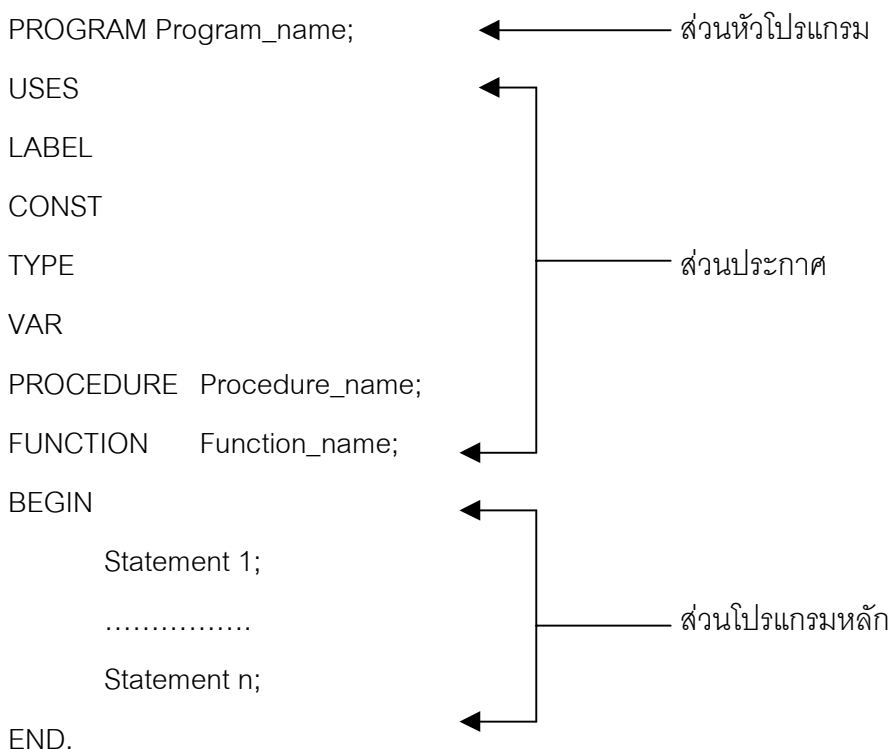 PROGRAM Program_name; ส่วนหัวโปรแกรม
USES
LABEL
CONST
TYPE ส่วนประกาศ
VAR
PROCEDURE Procedure_name;
FUNCTION Function_name;
BEGIN
Statement 1;
................ ส่วนโปรแกรมหลัก
Statement n;
END.